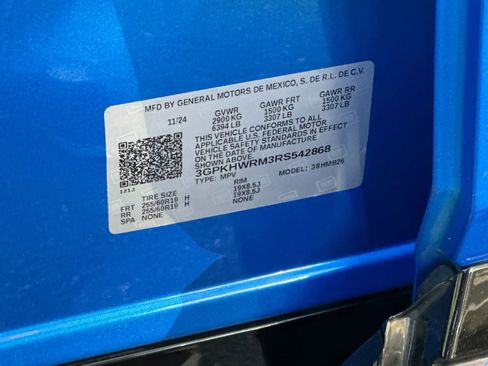 MFD BY GENERAL MOTORS DE MEXICO, S. DE R.L. DE C.V.
11/24 GVWR GAWR FRT GAWR RR
2900 KG 1500 KG 1500 KG
6394 LB 3307 LB 3307 LB
THIS VEHICLE CONFORMS TO ALL
APPLICABLE U.S. FEDERAL MOTOR
VEHICLE SAFETY STANDARDS IN EFFECT
ON THE DATE OF MANUFACTURE
SHOWN ABOVE.
3GPKHWRM3RS542868
TYPE: MPV MODEL: 38HMB26
1713
TIRE SIZE RIM
FRT 255/60R19 H 19X8.5J
RR 255/60R19 H 19X8.5J
SPA NONE NONE